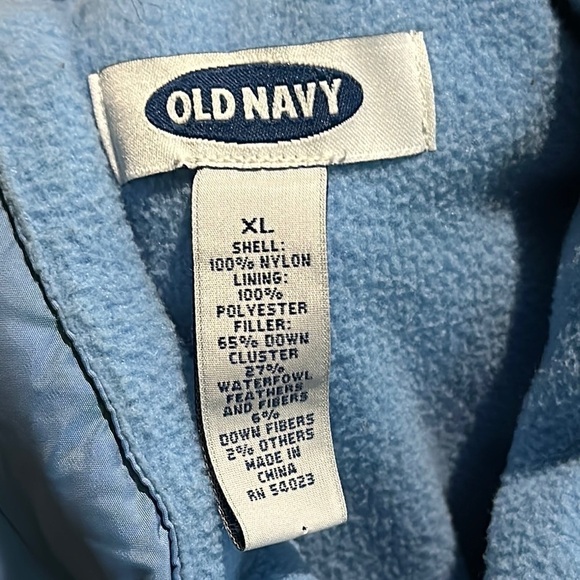 OLD NAVY
XL
SHELL:
100% NYLON
LINING:
100%
POLYESTER
FILLER:
65% DOWN
CLUSTER
27%
WATERFOWL
FEATHERS
AND FIBERS
6%
DOWN FIBERS
2% OTHERS
MADE IN
CHINA
RN 54023